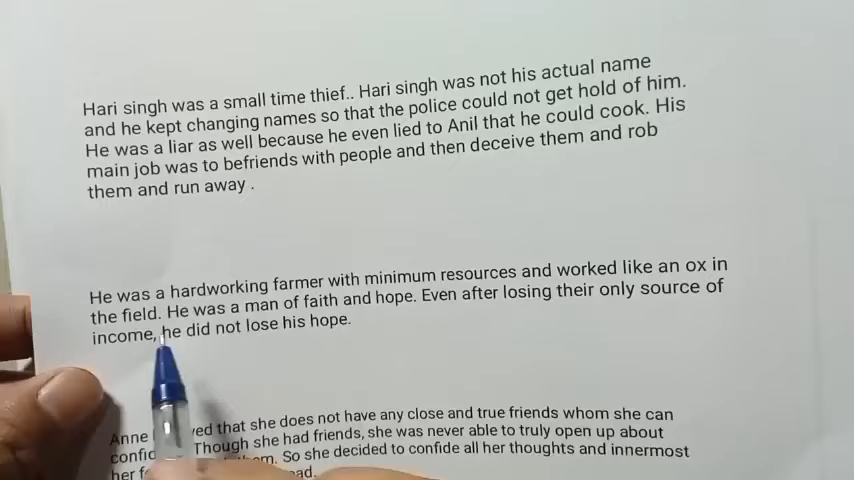 Hari singh was a small time thief.. Hari singh was not his actual name
and he kept changing names so that the police could not get hold of him.
He was a liar as well because he even lied to Anil that he could cook. His
main job was to befriends with people and then deceive them and rob
them and run away .
He was a hardworking farmer with minimum resources and worked like an ox in
the field. He was a man of faith and hope. Even after losing their only source of
income, he did not lose his hope.
Anne that she does not have any close and true friends whom she can
Though she had friends, she was never able to truly open up about
So she decided to confide all her thoughts and innermost
her